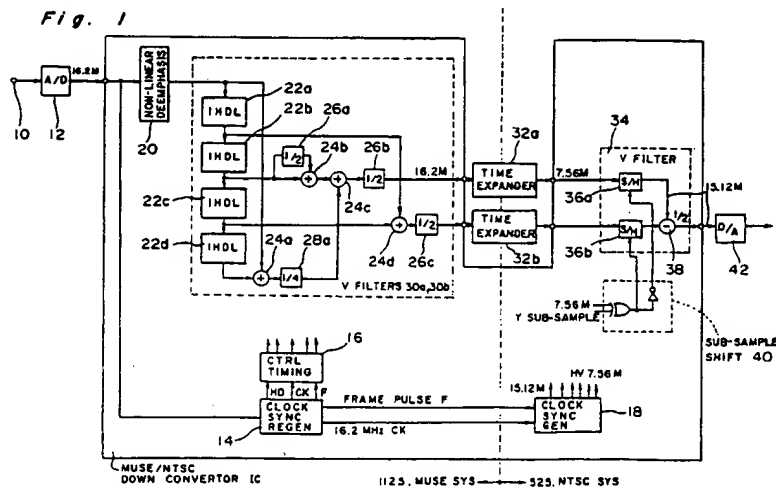 Fig. 1
16.2M
A/D
10
12
NON-LINEAR
DEEMPHASIS
20
1HDL
22a
1HDL
22b
1/2
26a
24b
26b
1/2
16.2M
24c
1HDL
22c
1HDL
22d
24a
1/4
28a
24d
1/2
26c
V FILTERS 30a,30b
32a
TIME
EXPANDER
7.56M
TIME
EXPANDER
32b
34
V FILTER
S/H
36a
15.12M
S/H
36b
1/2
38
D/A
42
7.56M
Y SUB-SAMPLE
SUB-SAMPLE
SHIFT 40
16
CTRL
TIMING
HD CK F
CLOCK
SYNC
REGEN
14
FRAME PULSE F
16.2 MHz CK
15.12M
HV 7.56M
CLOCK
SYNC
GEN
18
MUSE/NTSC
DOWN CONVERTOR IC
1125, MUSE SYS
525, NTSC SYS